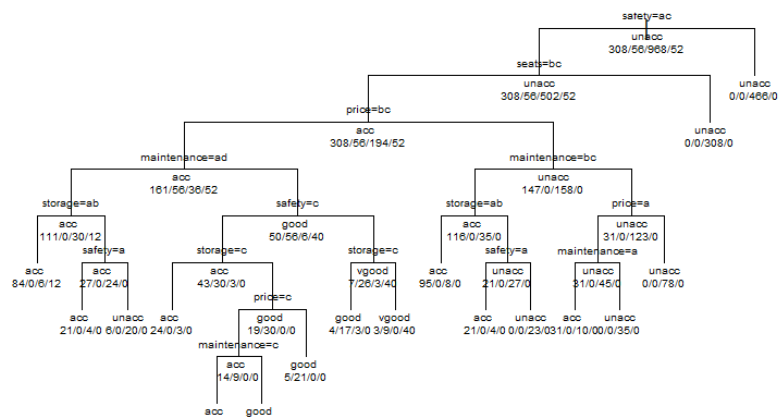 safety=ac
unacc
308/56/968/52
seats=bc
unacc
308/56/502/52
unacc
0/0/466/0
price=bc
acc
308/56/194/52
unacc
0/0/308/0
maintenance=ad
acc
161/56/36/52
maintenance=bc
unacc
147/0/158/0
storage=ab
acc
111/0/30/12
safety=c
good
50/56/6/40
storage=ab
acc
116/0/35/0
price=a
unacc
31/0/123/0
acc
84/0/6/12
safety=a
acc
27/0/24/0
storage=c
acc
43/30/3/0
storage=c
vgood
7/26/3/40
acc
95/0/8/0
safety=a
unacc
21/0/27/0
maintenance=a
unacc
31/0/45/0
unacc
0/0/78/0
acc
21/0/4/0
unacc
6/0/20/0
acc
24/0/3/0
price=c
good
19/30/0/0
good
4/17/3/0
vgood
3/9/0/40
acc
21/0/4/0
unacc
0/0/23/0
acc
31/0/10/0
unacc
0/0/35/0
maintenance=c
acc
14/9/0/0
good
5/21/0/0
acc
good